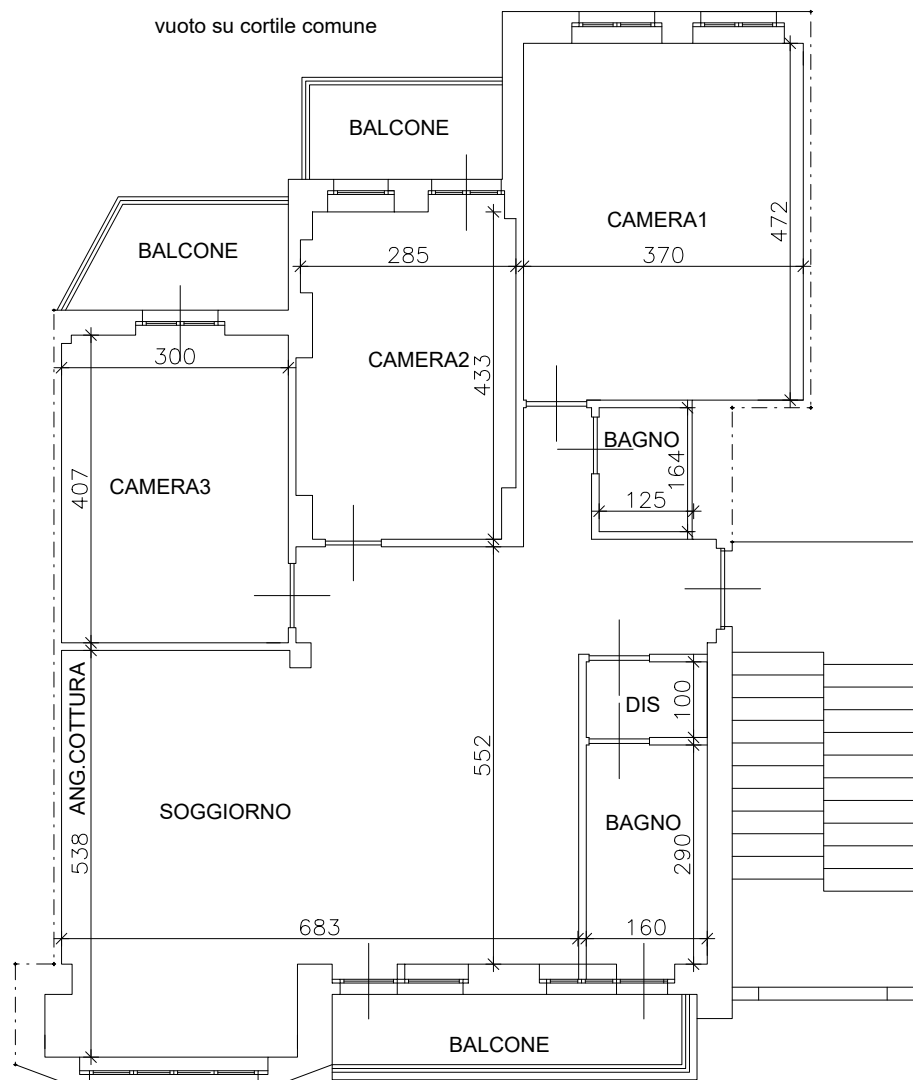 vuoto su cortile comune
BALCONE
CAMERA1
472
BALCONE
285
370
CAMERA2
433
300
BAGNO
164
407
CAMERA3
125
ANG.COTTURA
DIS
100
552
SOGGIORNO
BAGNO
538
290
683
160
BALCONE